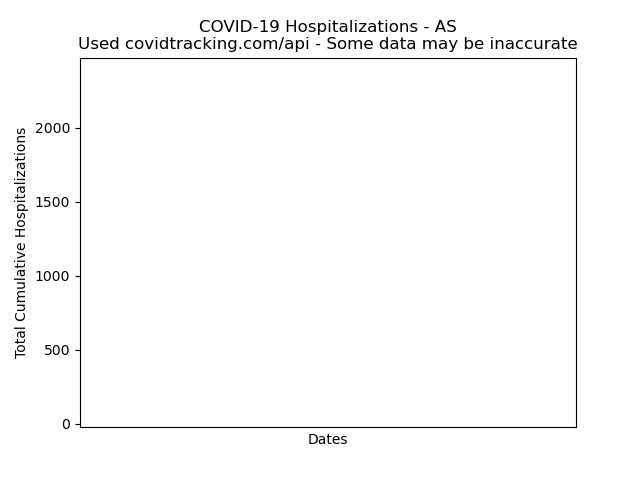 COVID-19 Hospitalizations - AS
Used covidtracking.com/api - Some data may be inaccurate
Total Cumulative Hospitalizations
2000
1500
1000
500
0
Dates